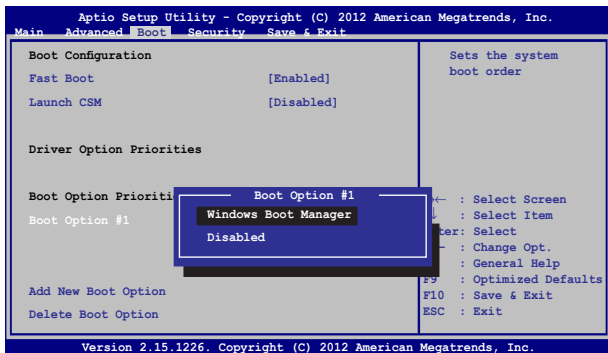 Aptio Setup Utility - Copyright (C) 2012 American Megatrends, Inc.
Main Advanced Boot Security Save & Exit
Boot Configuration
Fast Boot [Enabled]
Launch CSM [Disabled]
Driver Option Priorities
Boot Option Prioriti
Boot Option #1
Add New Boot Option
Delete Boot Option
Boot Option #1
Windows Boot Manager
Disabled
Sets the system
boot order
: Select Screen
: Select Item
ter: Select
: Change Opt.
: General Help
F9 : Optimized Defaults
F10 : Save & Exit
ESC : Exit
Version 2.15.1226. Copyright (C) 2012 American Megatrends, Inc.